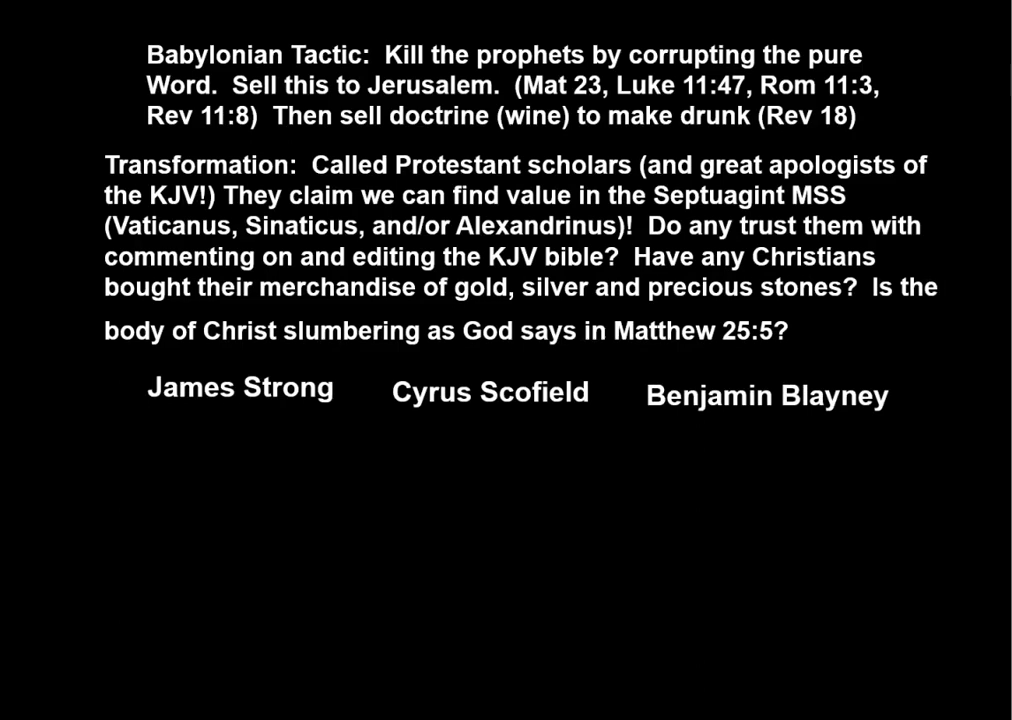 Babylonian Tactic:  Kill the prophets by corrupting the pure
Word.  Sell this to Jerusalem.  (Mat 23, Luke 11:47, Rom 11:3,
Rev 11:8)  Then sell doctrine (wine) to make drunk (Rev 18)
Transformation:  Called Protestant scholars (and great apologists of
the KJV!) They claim we can find value in the Septuagint MSS
(Vaticanus, Sinaticus, and/or Alexandrinus)!  Do any trust them with
commenting on and editing the KJV bible?  Have any Christians
bought their merchandise of gold, silver and precious stones?  Is the
body of Christ slumbering as God says in Matthew 25:5?
James Strong
Cyrus Scofield
Benjamin Blayney